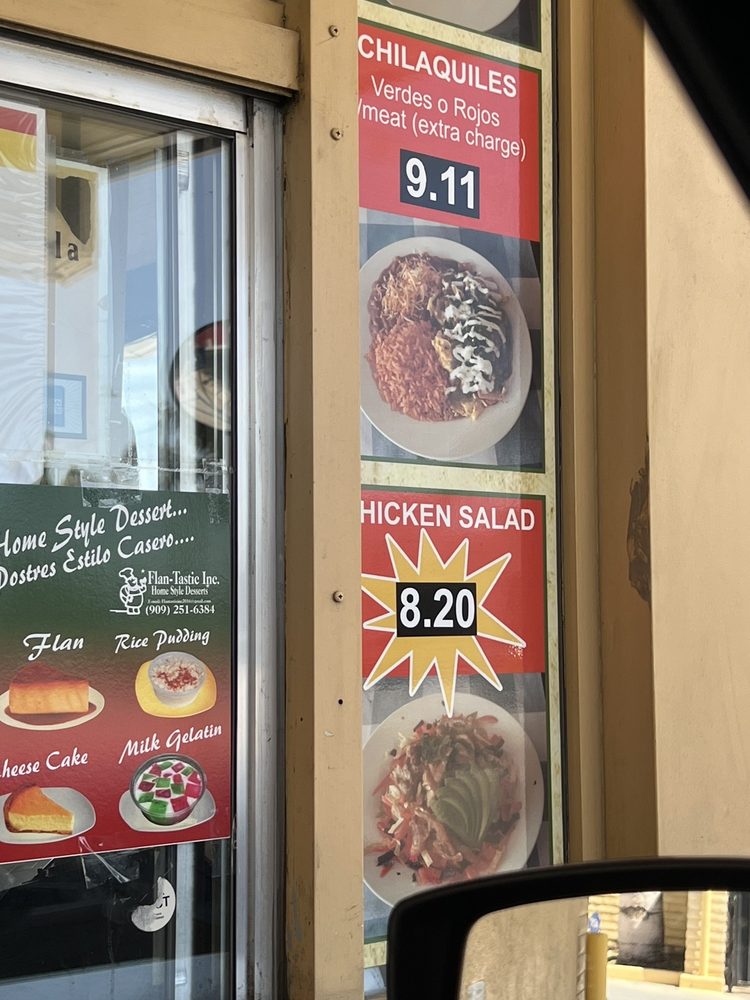 CHILAQUILES
Verdes o Rojos
/meat (extra charge)
9.11
HICKEN SALAD
8.20
la
Home Style Dessert...
Dostres Estilo Casero....
Flan-Tastic Inc.
Home Style Desserts
(909) 251-6384
Flan
Rice Pudding
heese Cake
Milk Gelatin